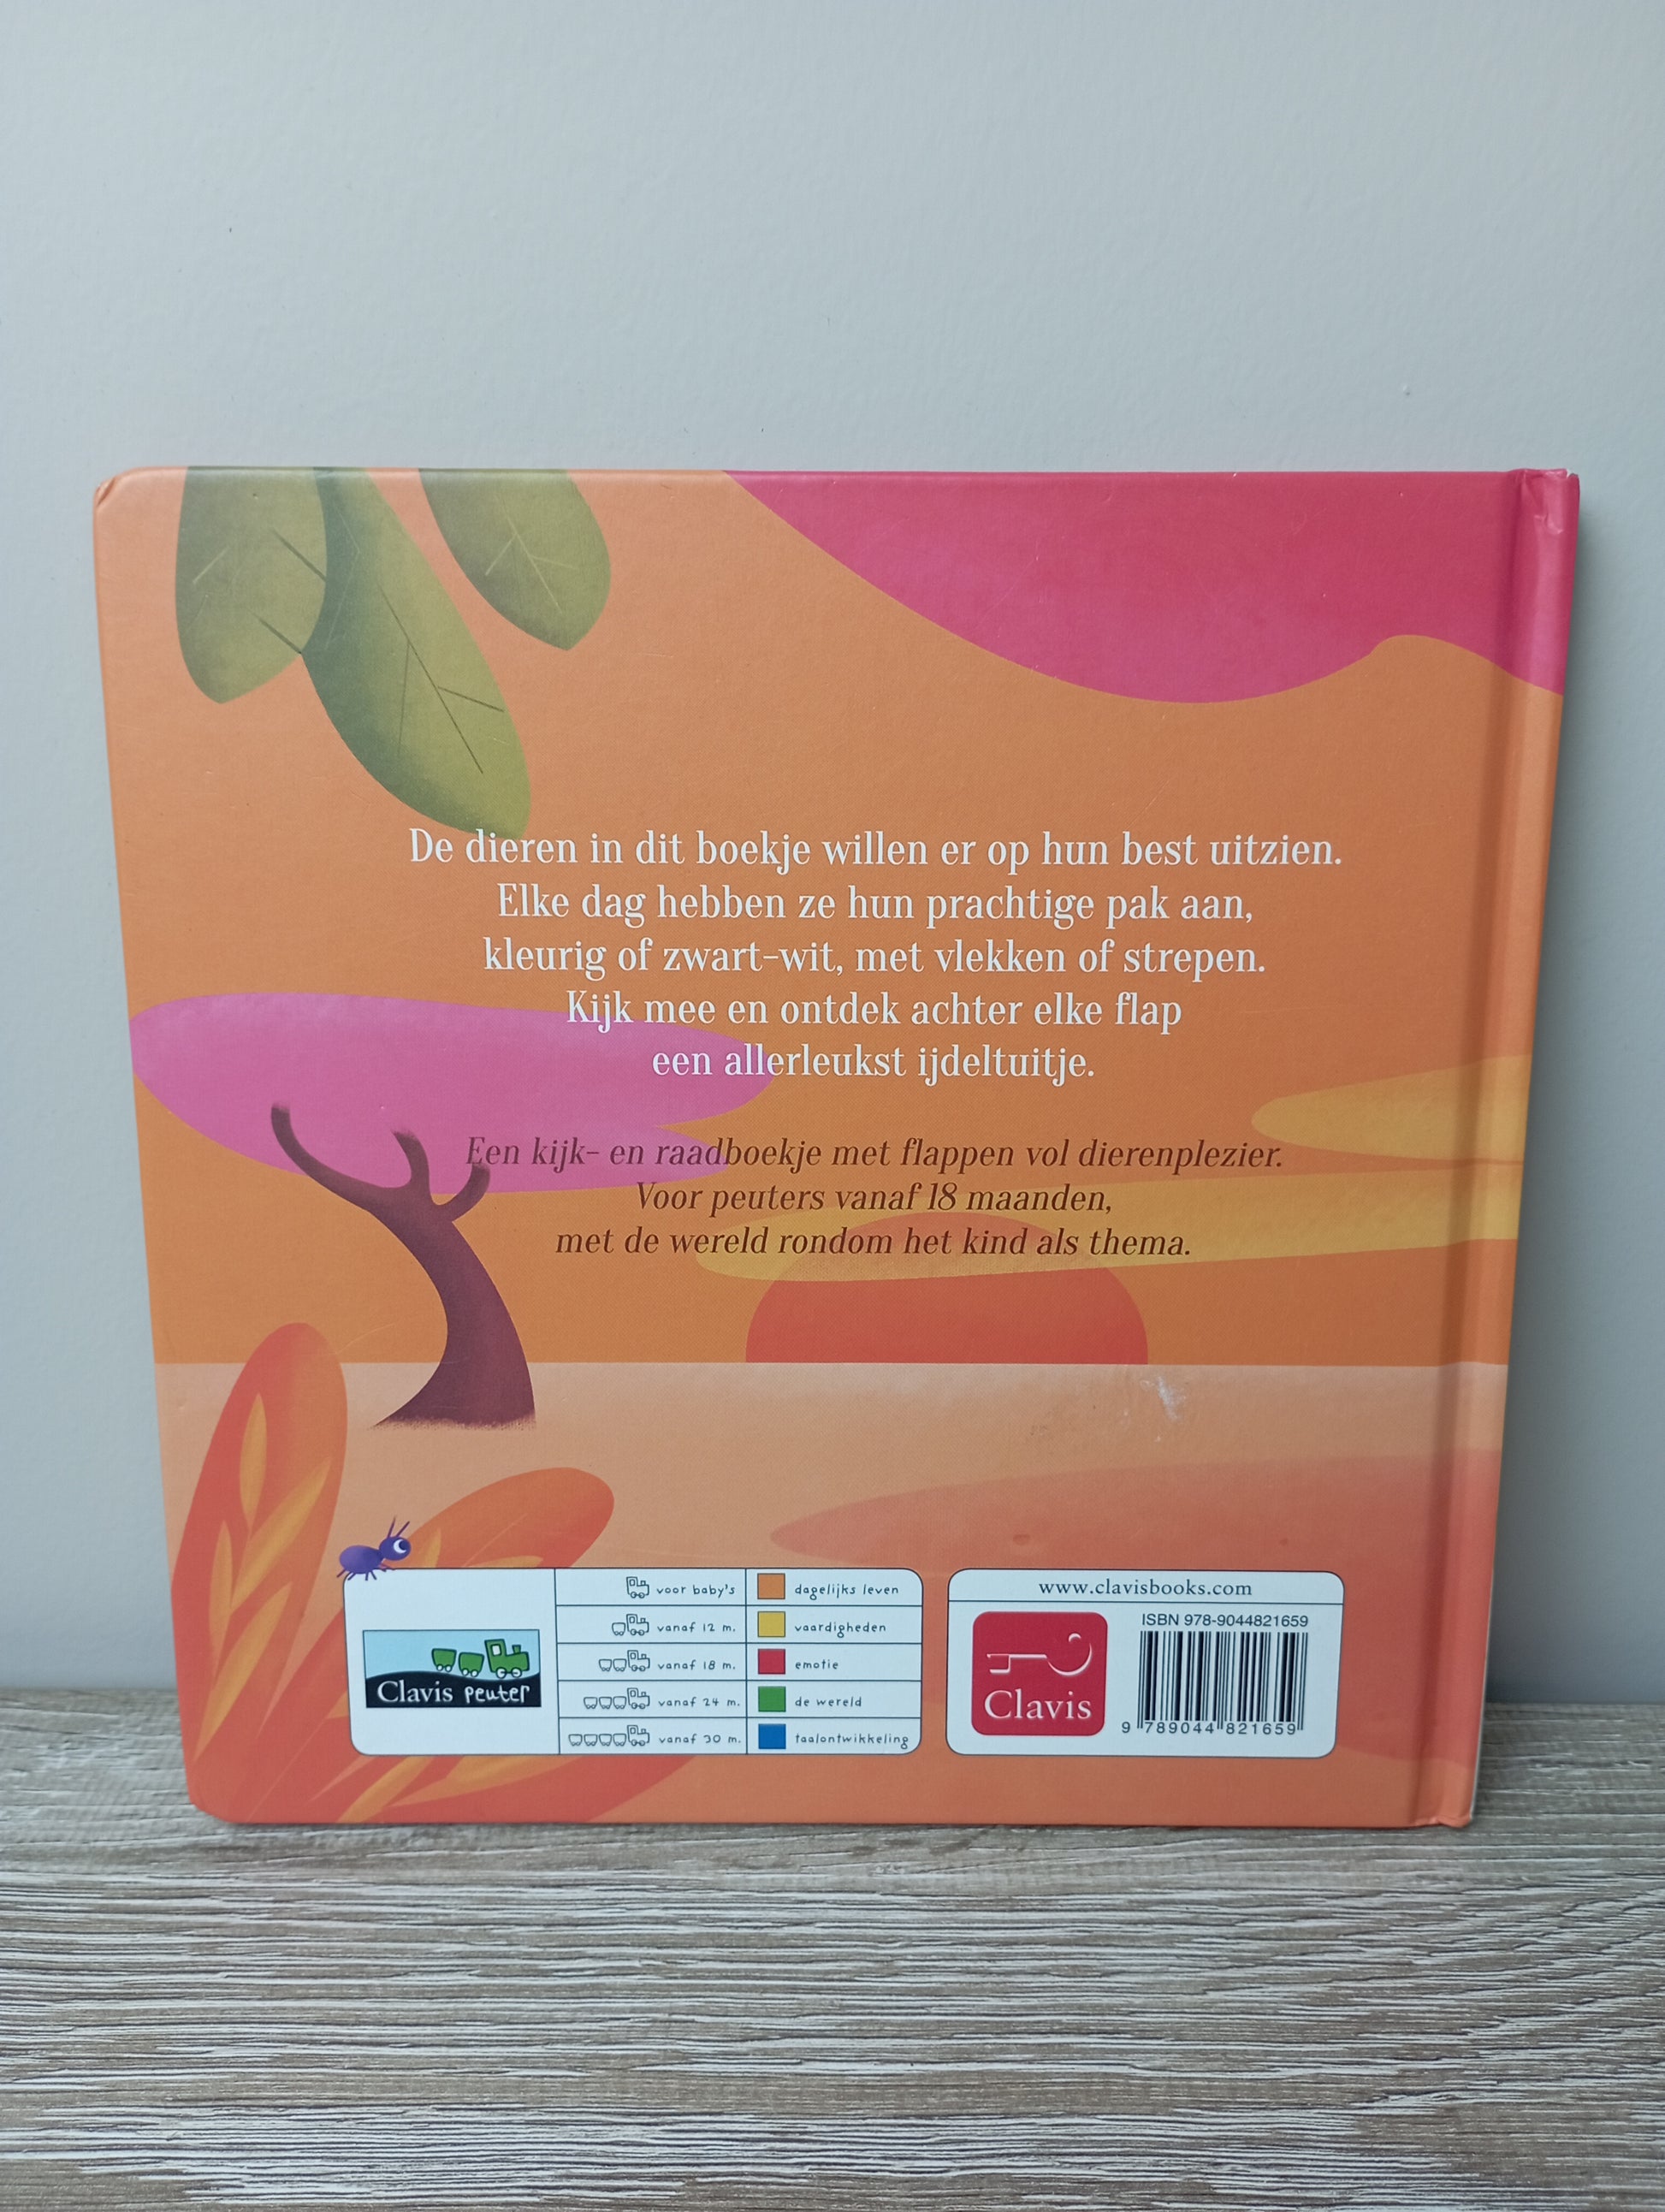 De dieren in dit boekje willen er op hun best uitzien.
Elke dag hebben ze hun prachtige pak aan,
kleurig of zwart-wit, met vlekken of strepen.
Kijk mee en ontdek achter elke flap
een allerleukst ijdeltuitje.
Een kijk- en raadboekje met flappen vol dierenplezier.
Voor peuters vanaf 18 maanden,
met de wereld rondom het kind als thema.
Clavis peuter
voor baby's
vanaf 12 m.
vanaf 18 m.
vanaf 24 m.
vanaf 30 m.
dagelijks leven
vaardigheden
emotie
de wereld
taalontwikkeling
www.clavisbooks.com
Clavis
ISBN 978-9044821659
9 789044 821659